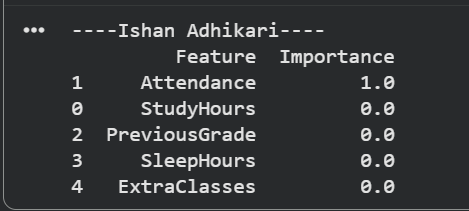 ••• ----Ishan Adhikari----
Feature Importance
1 Attendance 1.0
0 StudyHours 0.0
2 PreviousGrade 0.0
3 SleepHours 0.0
4 ExtraClasses 0.0